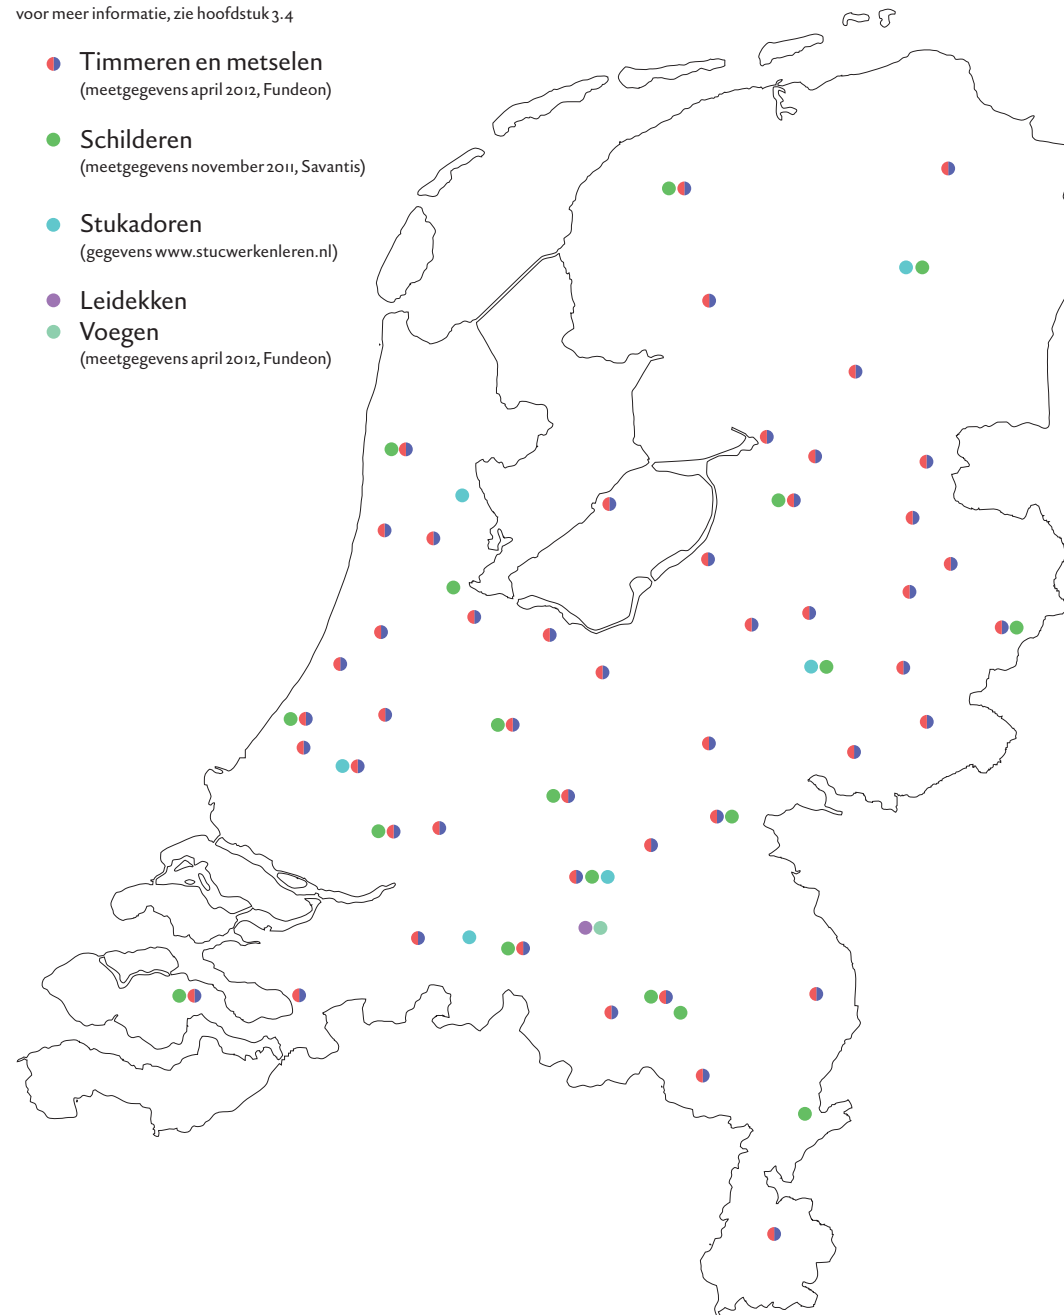 voor meer informatie, zie hoofdstuk 3.4
Timmeren en metselen
(meetgegevens april 2012, Fundeon)
Schilderen
(meetgegevens november 2011, Savantis)
Stukadoren
(gegevens www.stucwerkenleren.nl)
Leidekken
Voegen
(meetgegevens april 2012, Fundeon)